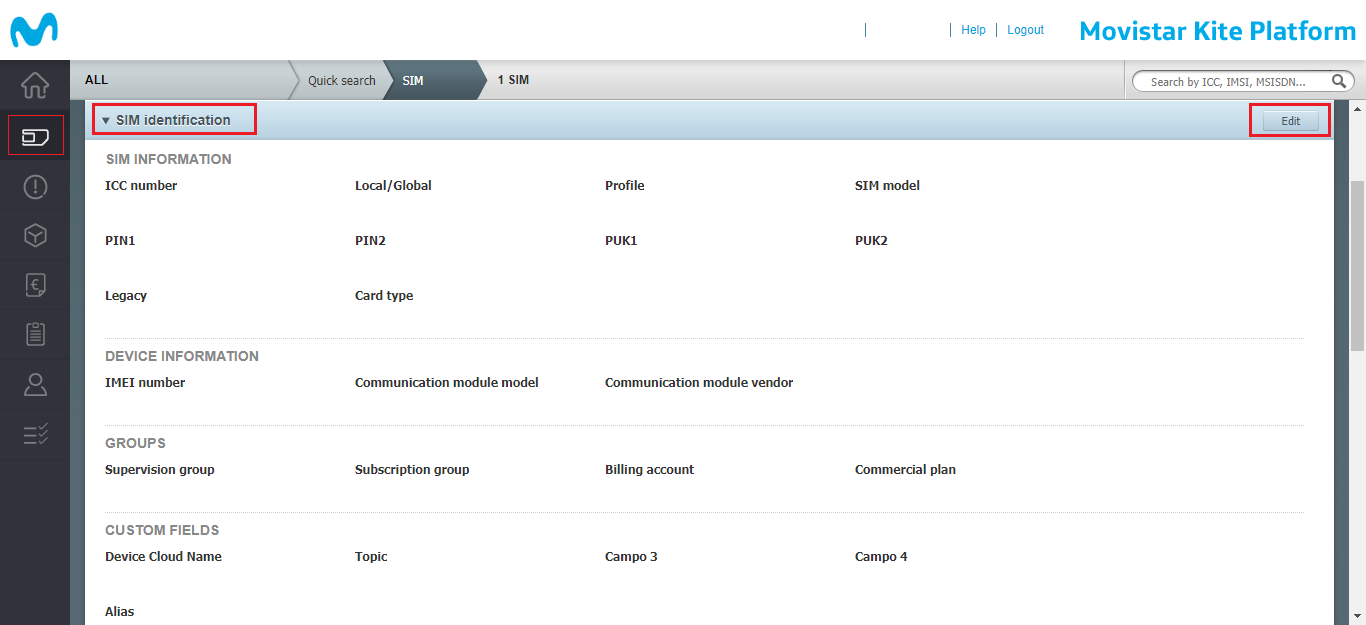 Help Logout Movistar Kite Platform
ALL Quick search SIM 1 SIM Search by ICC, IMSI, MSISDN...
SIM identification Edit
SIM INFORMATION
ICC number Local/Global Profile SIM model
PIN1 PIN2 PUK1 PUK2
Legacy Card type
DEVICE INFORMATION
IMEI number Communication module model Communication module vendor
GROUPS
Supervision group Subscription group Billing account Commercial plan
CUSTOM FIELDS
Device Cloud Name Topic Campo 3 Campo 4
Alias